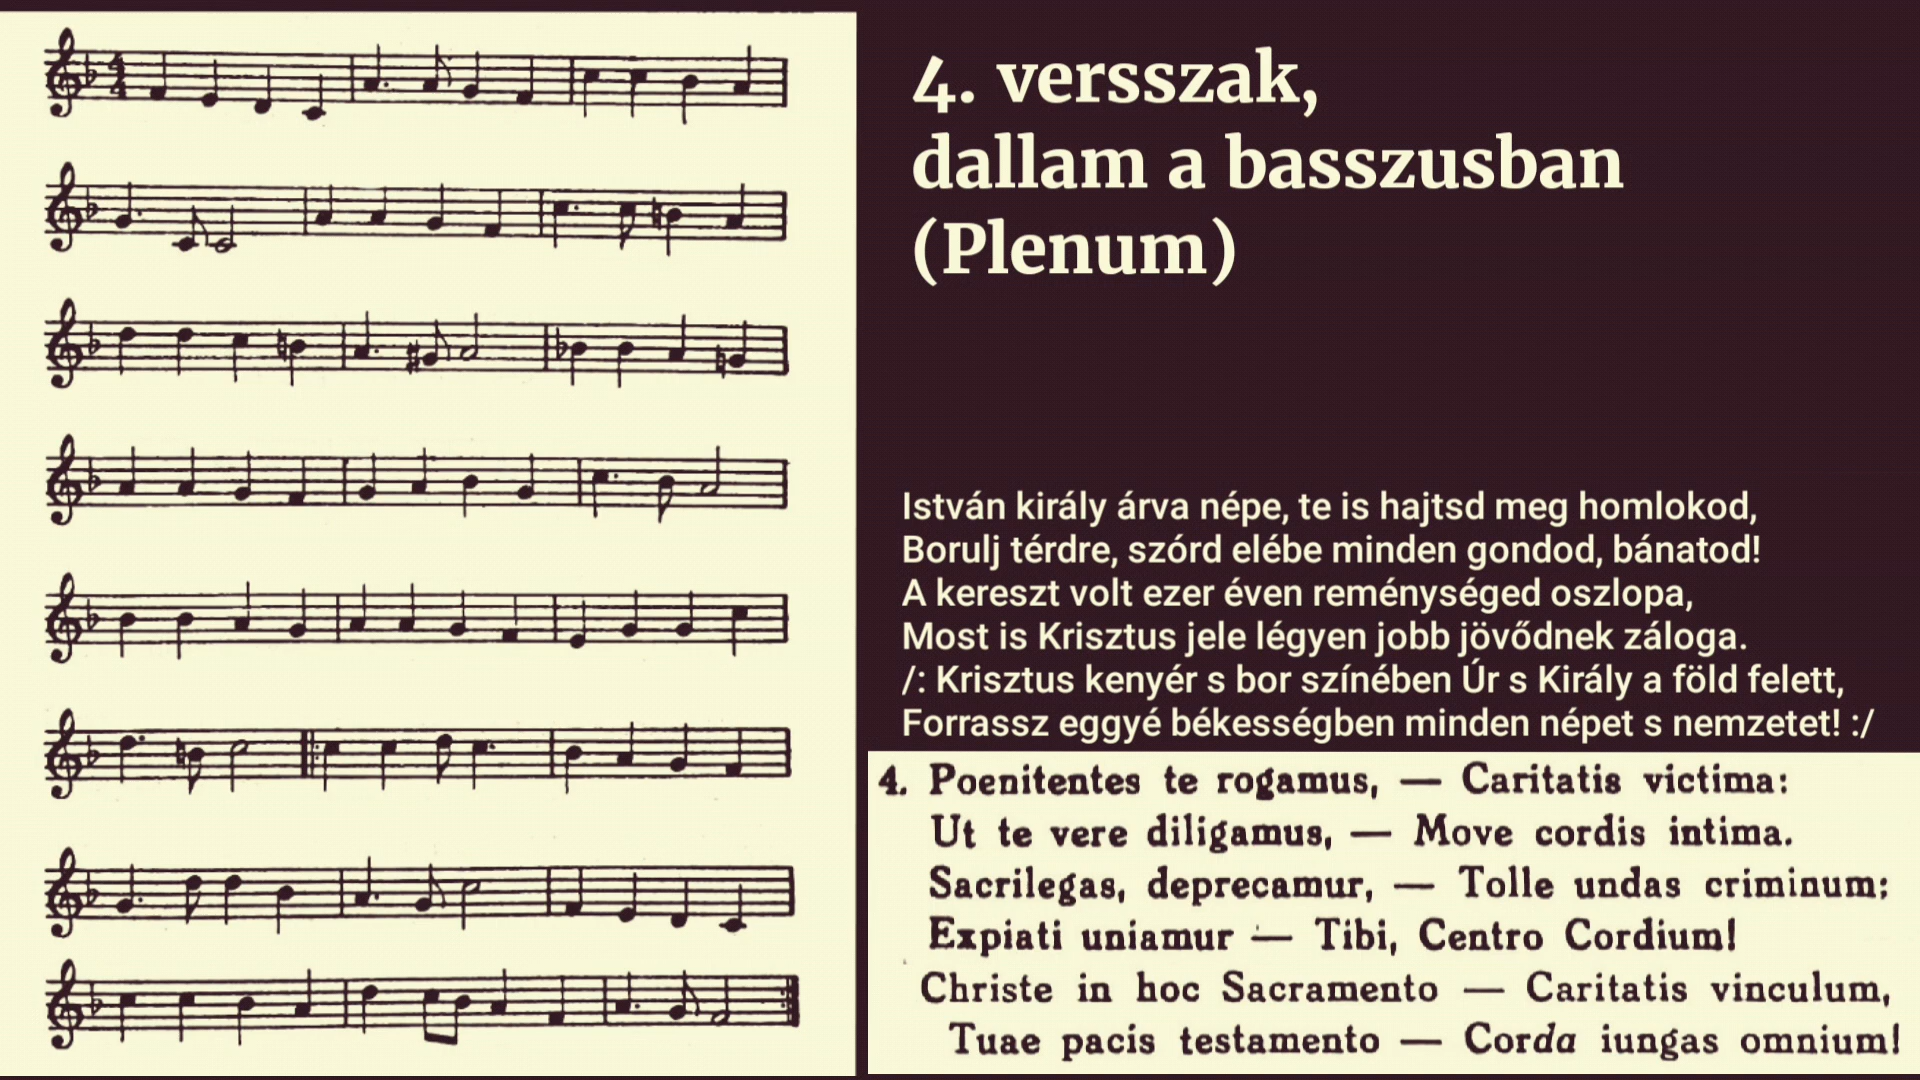 4. versszak,
dallam a basszusban
(Plenum)
István király árva népe, te is hajtsd meg homlokod,
Borulj térdre, szórd elébe minden gondod, bánatod!
A kereszt volt ezer éven reménységed oszlopa,
Most is Krisztus jele légyen jobb jövődnek záloga.
/: Krisztus kenyér s bor színében Úr s Király a föld felett,
Forrassz eggyé békességben minden népet s nemzetet! :/
4. Poenitentes te rogamus, — Caritatis victima:
Ut te vere diligamus, — Move cordis intima.
Sacrilegas, deprecamur, — Tolle undas criminum;
Expiati uniamur — Tibi, Centro Cordium!
Christe in hoc Sacramento — Caritatis vinculum,
Tuae pacis testamento — Corda iungas omnium!